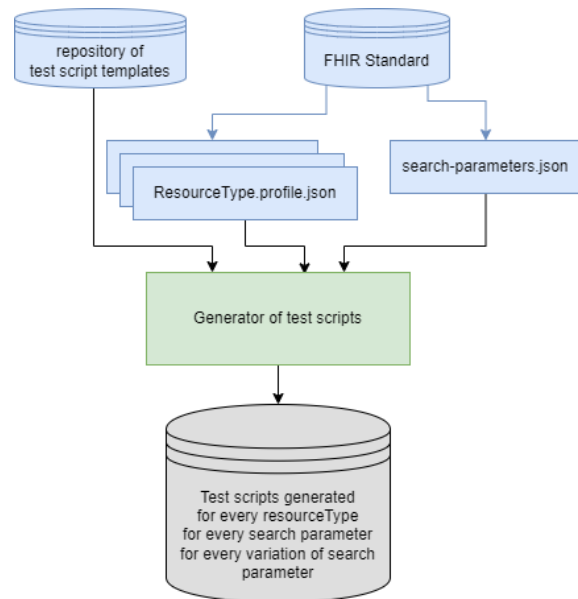 repository of
test script templates
FHIR Standard
ResourceType.profile.json
search-parameters.json
Generator of test scripts
Test scripts generated
for every resourceType
for every search parameter
for every variation of search
parameter